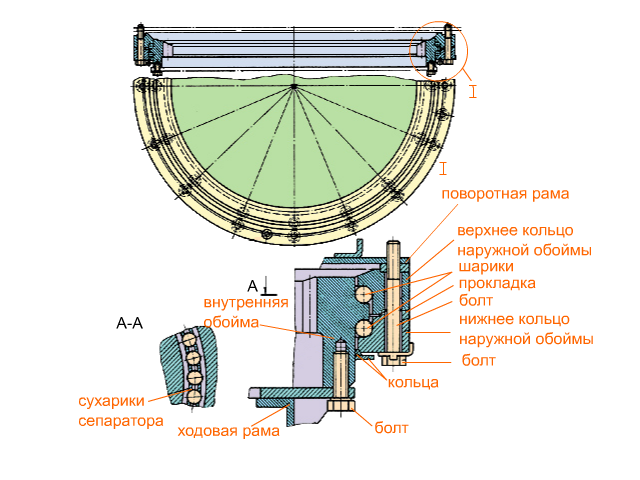 I
I
поворотная рама
верхнее кольцо
наружной обоймы
шарики
прокладка
болт
нижнее кольцо
наружной обоймы
болт
А
внутренняя
обойма
А-А
кольца
сухарики
сепаратора
ходовая рама
болт